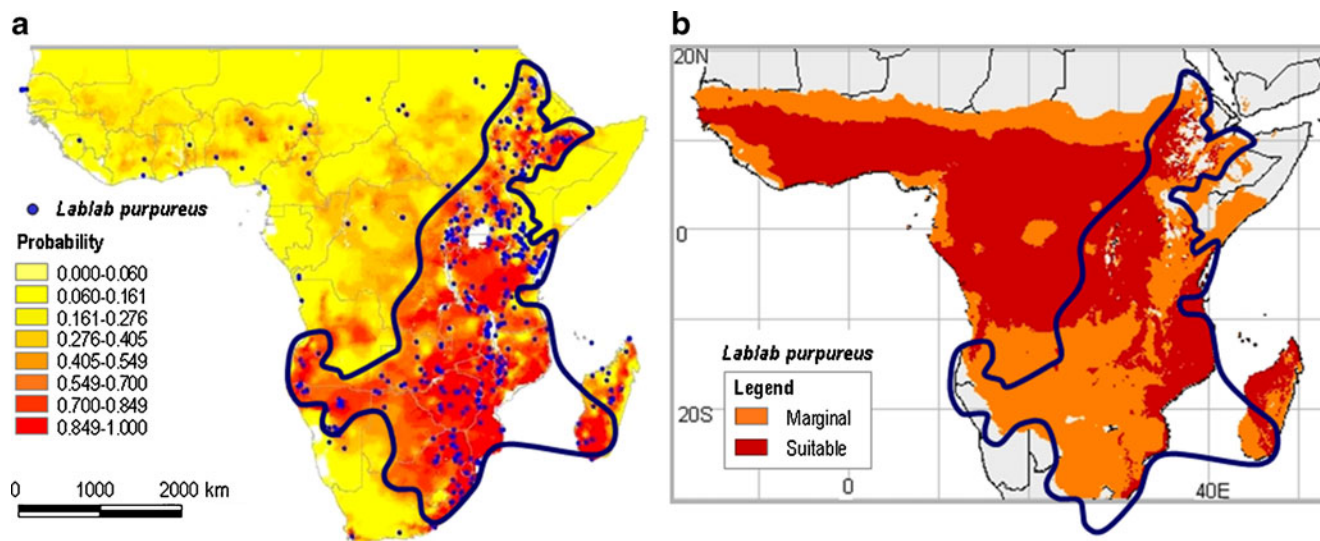 a
Lablab purpureus
Probability
0.000-0.060
0.060-0.161
0.161-0.276
0.276-0.405
0.405-0.549
0.549-0.700
0.700-0.849
0.849-1.000
0 1000 2000 km
b
20N
0
20S
Lablab purpureus
Legend
Marginal
Suitable
0 40E